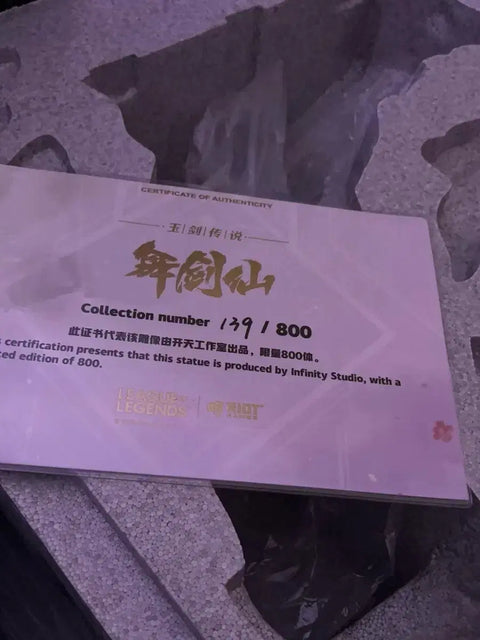 CERTIFICATE OF AUTHENTICITY
玉|剑|传|说
舞剑仙
Collection number 139 / 800
此证书代表该雕像由开天工作室出品，限量800体。
certification presents that this statue is produced by Infinity Studio, with a
edition of 800.
LEAGUE OF
LEGENDS
RIOT